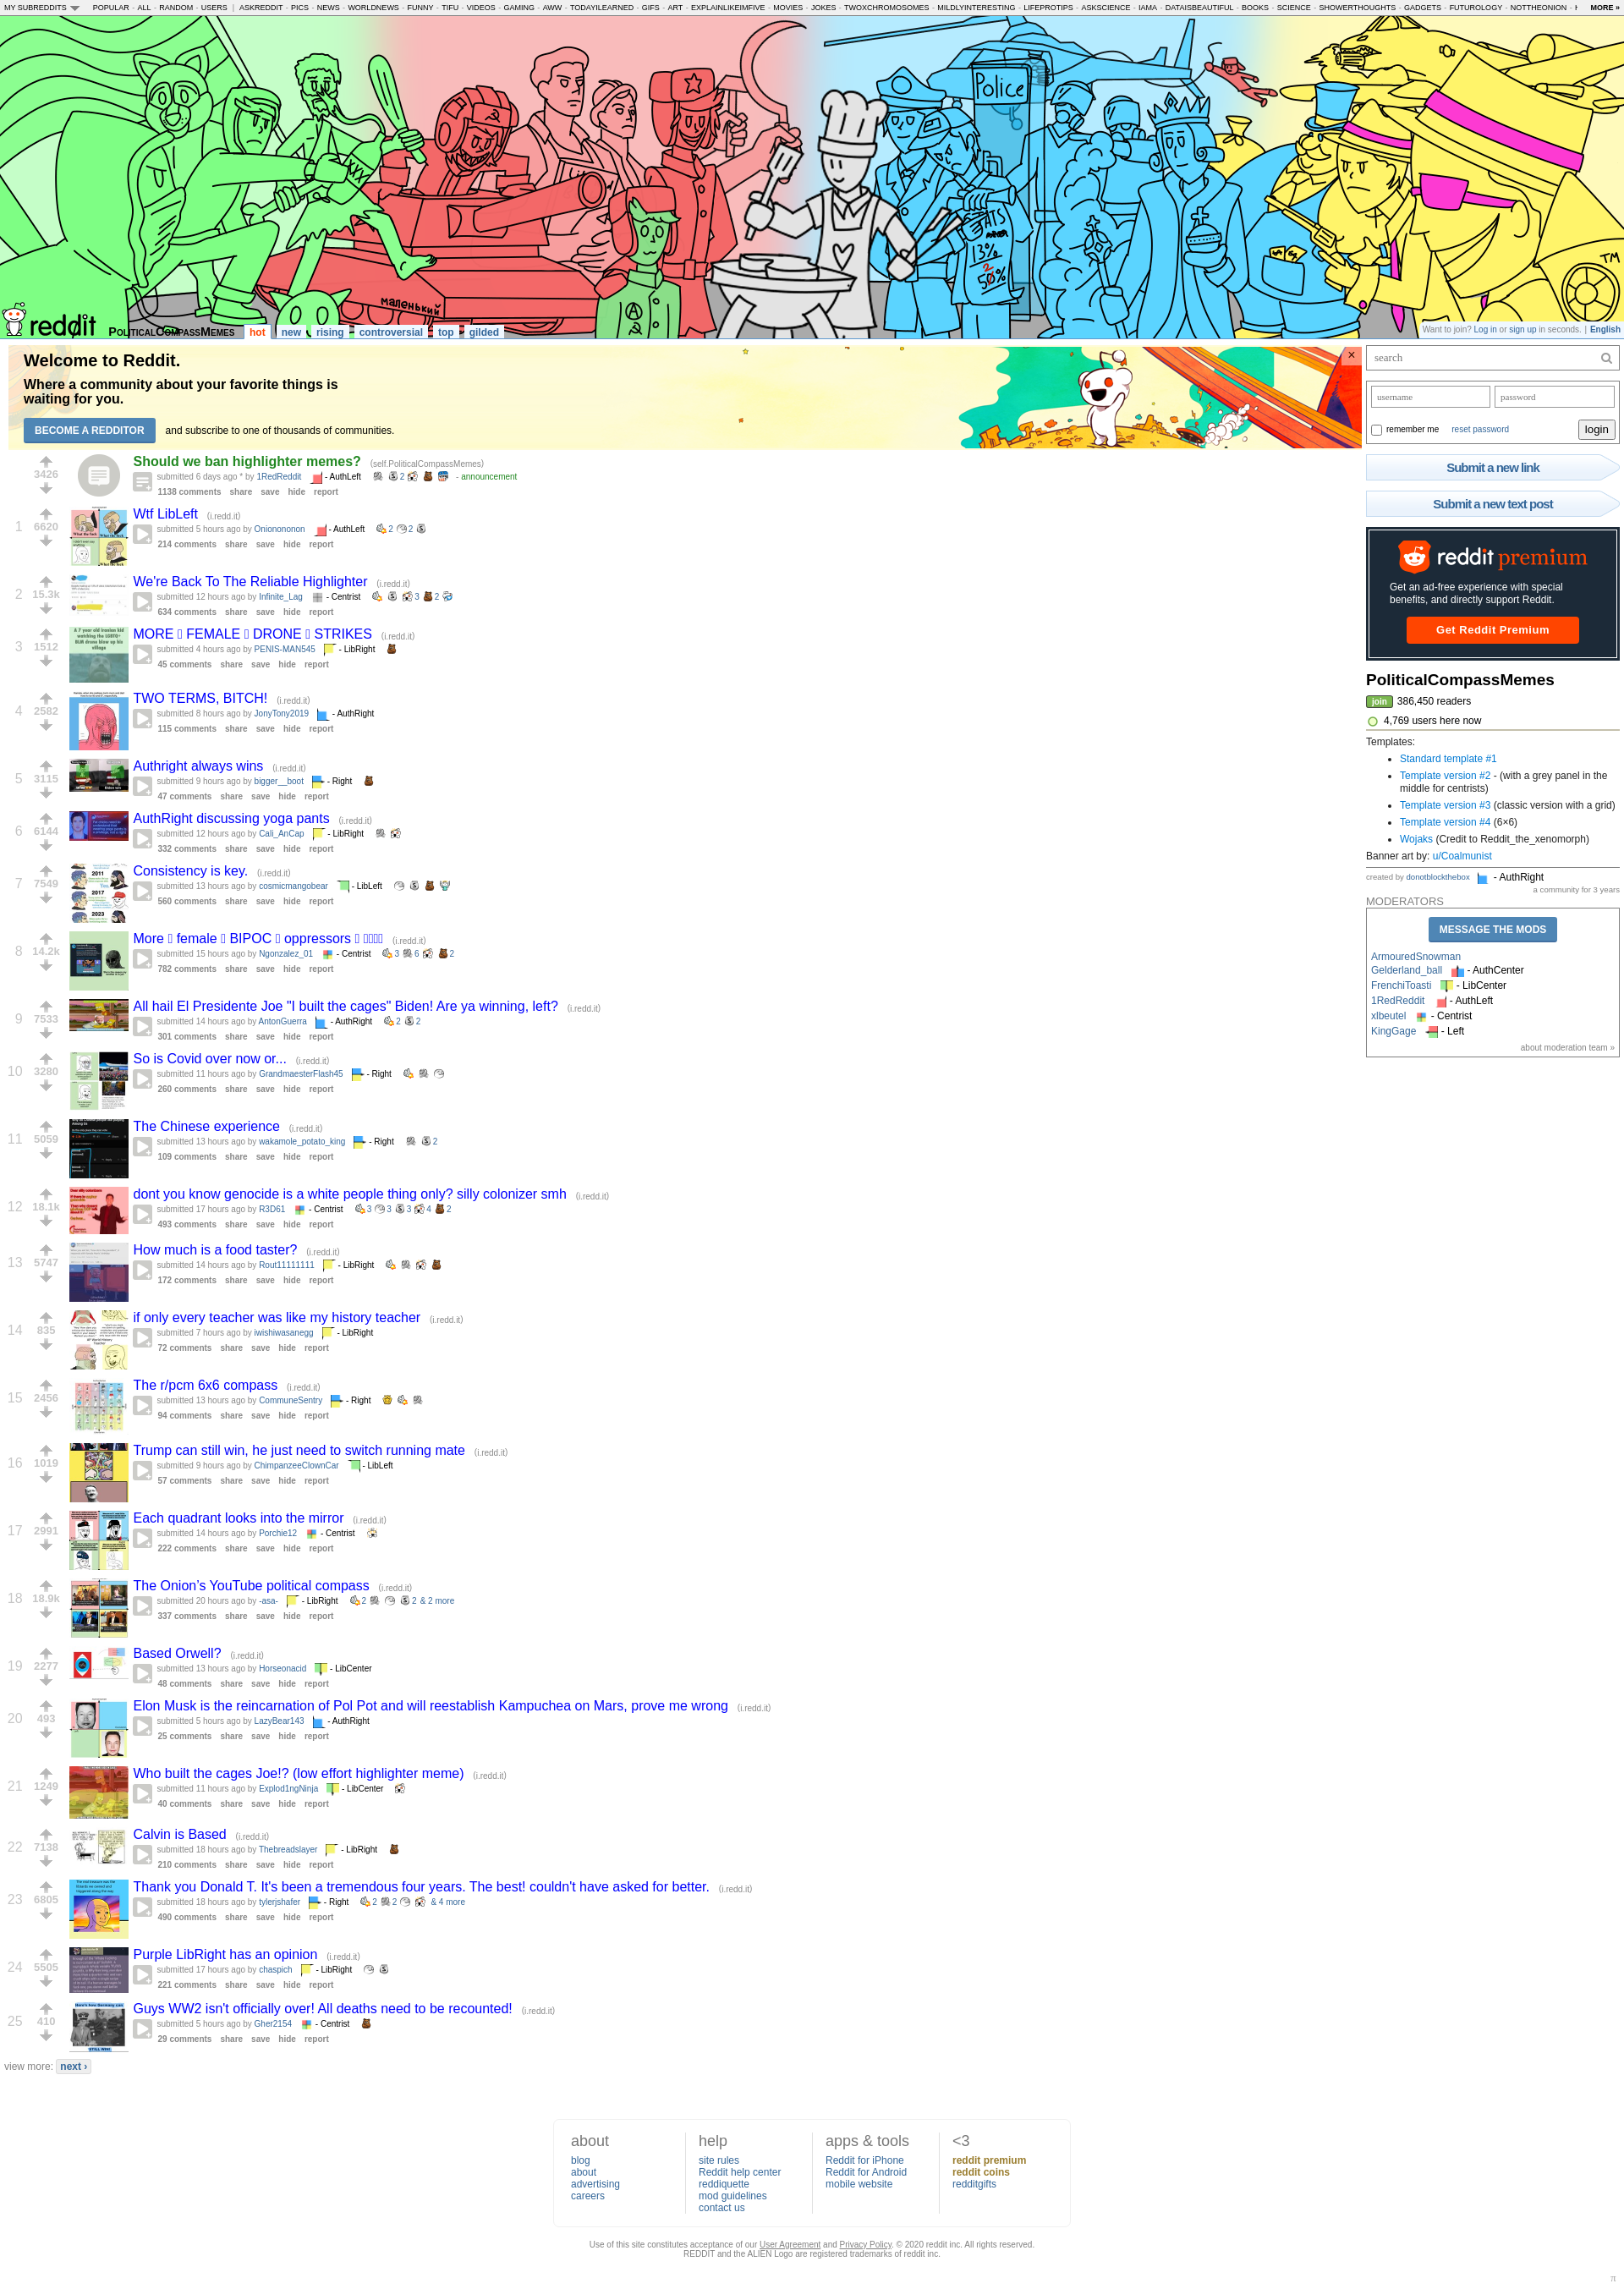 MY SUBREDDITS POPULAR - ALL - RANDOM - USERS | ASKREDDIT - PICS - NEWS - WORLDNEWS - FUNNY - TIFU - VIDEOS - GAMING - AWW - TODAYILEARNED - GIFS - ART - EXPLAINLIKEIMFIVE - MOVIES - JOKES - TWOXCHROMOSOMES - MILDLYINTERESTING - LIFEPROTIPS - ASKSCIENCE - IAMA - DATAISBEAUTIFUL - BOOKS - SCIENCE - SHOWERTHOUGHTS - GADGETS - FUTUROLOGY - NOTTHEONION - MORE »
Police
13%
маленький
TM
reddit POLITICALCOMPASSMEMES hot new rising controversial top gilded
Want to join? Log in or sign up in seconds. | English
Welcome to Reddit.
Where a community about your favorite things is
waiting for you.
BECOME A REDDITOR and subscribe to one of thousands of communities.
×
3426
Should we ban highlighter memes? (self.PoliticalCompassMemes)
submitted 6 days ago * by 1RedReddit - AuthLeft 2 - announcement
1138 comments share save hide report
1
6620
Wtf LibLeft (i.redd.it)
submitted 5 hours ago by Oniononon​on - AuthLeft 2 2
214 comments share save hide report
2
15.3k
We're Back To The Reliable Highlighter (i.redd.it)
submitted 12 hours ago by Infinite_Lag - Centrist 3 2
634 comments share save hide report
3
1512
MORE FEMALE DRONE STRIKES (i.redd.it)
submitted 4 hours ago by PENIS-MAN545 - LibRight
45 comments share save hide report
4
2582
TWO TERMS, BITCH! (i.redd.it)
submitted 8 hours ago by JonyTony2019 - AuthRight
115 comments share save hide report
5
3115
Authright always wins (i.redd.it)
submitted 9 hours ago by bigger__boot - Right
47 comments share save hide report
6
6144
AuthRight discussing yoga pants (i.redd.it)
submitted 12 hours ago by Cali_AnCap - LibRight
332 comments share save hide report
7
7549
2011
2017
2023
Consistency is key. (i.redd.it)
submitted 13 hours ago by cosmicmangobear - LibLeft
560 comments share save hide report
8
14.2k
More female BIPOC oppressors (i.redd.it)
submitted 15 hours ago by Ngonzalez_01 - Centrist 3 6 2
782 comments share save hide report
9
7533
All hail El Presidente Joe "I built the cages" Biden! Are ya winning, left? (i.redd.it)
submitted 14 hours ago by AntonGuerra - AuthRight 2 2
301 comments share save hide report
10
3280
So is Covid over now or... (i.redd.it)
submitted 11 hours ago by GrandmaesterFlash45 - Right
260 comments share save hide report
11
5059
The Chinese experience (i.redd.it)
submitted 13 hours ago by wakamole_potato_king - Right 2
109 comments share save hide report
12
18.1k
dont you know genocide is a white people thing only? silly colonizer smh (i.redd.it)
submitted 17 hours ago by R3D61 - Centrist 3 3 3 4 2
493 comments share save hide report
13
5747
How much is a food taster? (i.redd.it)
submitted 14 hours ago by Rout11111111 - LibRight
172 comments share save hide report
14
835
if only every teacher was like my history teacher (i.redd.it)
submitted 7 hours ago by iwishiwasanegg - LibRight
72 comments share save hide report
15
2456
The r/pcm 6x6 compass (i.redd.it)
submitted 13 hours ago by CommuneSentry - Right
94 comments share save hide report
16
1019
Trump can still win, he just need to switch running mate (i.redd.it)
submitted 9 hours ago by ChimpanzeeClownCar - LibLeft
57 comments share save hide report
17
2991
Each quadrant looks into the mirror (i.redd.it)
submitted 14 hours ago by Porchie12 - Centrist
222 comments share save hide report
18
18.9k
The Onion’s YouTube political compass (i.redd.it)
submitted 20 hours ago by -asa- - LibRight 2 2 & 2 more
337 comments share save hide report
19
2277
Based Orwell? (i.redd.it)
submitted 13 hours ago by Horseonacid - LibCenter
48 comments share save hide report
20
493
Elon Musk is the reincarnation of Pol Pot and will reestablish Kampuchea on Mars, prove me wrong (i.redd.it)
submitted 5 hours ago by LazyBear143 - AuthRight
25 comments share save hide report
21
1249
Who built the cages Joe!? (low effort highlighter meme) (i.redd.it)
submitted 11 hours ago by Explod1ngNinja - LibCenter
40 comments share save hide report
22
7138
Calvin is Based (i.redd.it)
submitted 18 hours ago by Thebreadslayer - LibRight
210 comments share save hide report
23
6805
Thank you Donald T. It's been a tremendous four years. The best! couldn't have asked for better. (i.redd.it)
submitted 18 hours ago by tylerjshafer - Right 2 2 & 4 more
490 comments share save hide report
24
5505
Purple LibRight has an opinion (i.redd.it)
submitted 17 hours ago by chaspich - LibRight
221 comments share save hide report
25
410
Guys WW2 isn't officially over! All deaths need to be recounted! (i.redd.it)
submitted 5 hours ago by Gher2154 - Centrist
29 comments share save hide report
view more: next ›
search
username password
remember me reset password login
Submit a new link
Submit a new text post
reddit premium
Get an ad-free experience with special
benefits, and directly support Reddit.
Get Reddit Premium
PoliticalCompassMemes
join 386,450 readers
4,769 users here now
Templates:
Standard template #1
Template version #2 - (with a grey panel in the
middle for centrists)
Template version #3 (classic version with a grid)
Template version #4 (6×6)
Wojaks (Credit to Reddit_the_xenomorph)
Banner art by: u/Coalmunist
created by donotblockthebox - AuthRight
a community for 3 years
MODERATORS
MESSAGE THE MODS
ArmouredSnowman
Gelderland_ball - AuthCenter
FrenchiToasti - LibCenter
1RedReddit - AuthLeft
xlbeutel - Centrist
KingGage - Left
about moderation team »
about
blog
about
advertising
careers
help
site rules
Reddit help center
reddiquette
mod guidelines
contact us
apps & tools
Reddit for iPhone
Reddit for Android
mobile website
<3
reddit premium
reddit coins
redditgifts
Use of this site constitutes acceptance of our User Agreement and Privacy Policy. © 2020 reddit inc. All rights reserved.
REDDIT and the ALIEN Logo are registered trademarks of reddit inc.
π